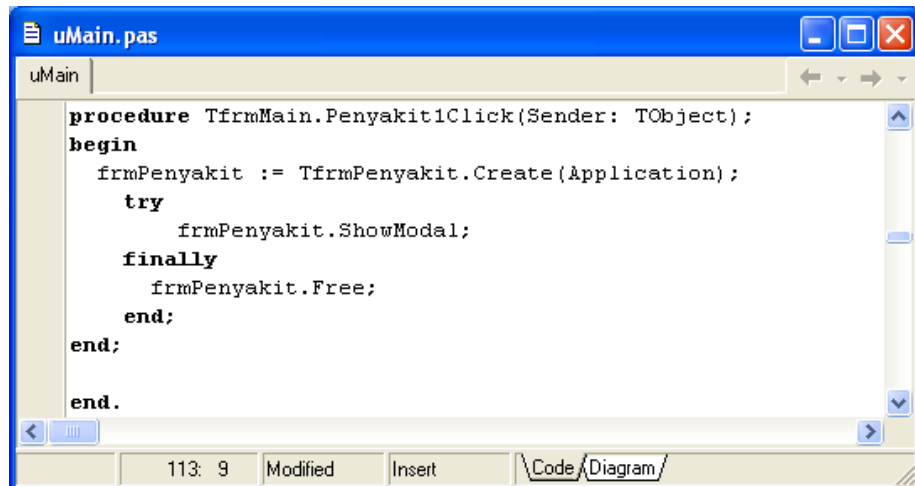 uMain.pas
uMain
procedure TfrmMain.Penyakit1Click(Sender: TObject);
begin
  frmPenyakit := TfrmPenyakit.Create(Application);
    try
        frmPenyakit.ShowModal;
    finally
      frmPenyakit.Free;
    end;
end;

end.
113: 9 Modified Insert Code Diagram